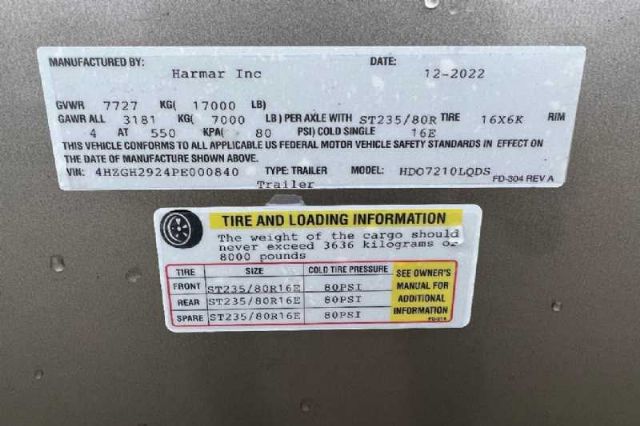 MANUFACTURED BY: DATE:
Harmar Inc 12-2022
GVWR 7727 KG( 17000 LB)
GAWR ALL 3181 KG( 7000 LB) PER AXLE WITH ST235/80R TIRE 16X6K RIM
4 AT 550 KPA( 80 PSI) COLD SINGLE 16E
THIS VEHICLE CONFORMS TO ALL APPLICABLE US FEDERAL MOTOR VEHICLE SAFETY STANDARDS IN EFFECT ON
THE DATE OF MANUFACTURE SHOWN ABOVE.
VIN: 4HZGH2924PE000840 TYPE: TRAILER MODEL: HDO7210LQDS
Trailer FD-304 REV A
TIRE AND LOADING INFORMATION
The weight of the cargo should
never exceed 3636 kilograms or
8000 pounds
TIRE SIZE COLD TIRE PRESSURE SEE OWNER'S
FRONT ST235/80R16E 80PSI MANUAL FOR
REAR ST235/80R16E 80PSI ADDITIONAL
SPARE ST235/80R16E 80PSI INFORMATION